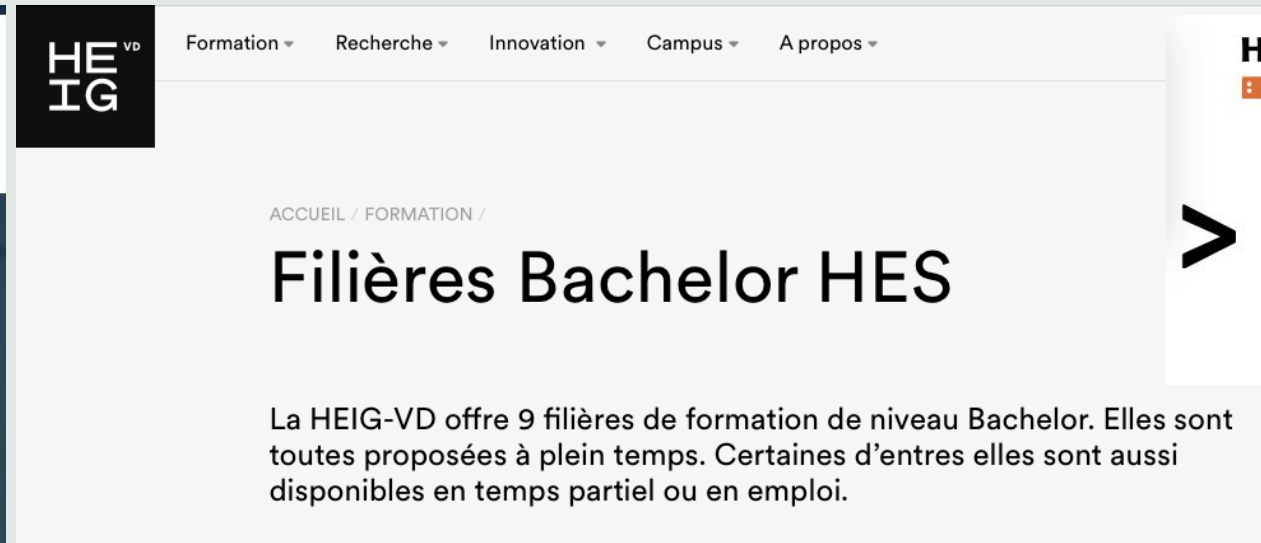 HE VD
IG
Formation Recherche Innovation Campus A propos
ACCUEIL / FORMATION /
Filières Bachelor HES
>
La HEIG-VD offre 9 filières de formation de niveau Bachelor. Elles sont
toutes proposées à plein temps. Certaines d’entres elles sont aussi
disponibles en temps partiel ou en emploi.